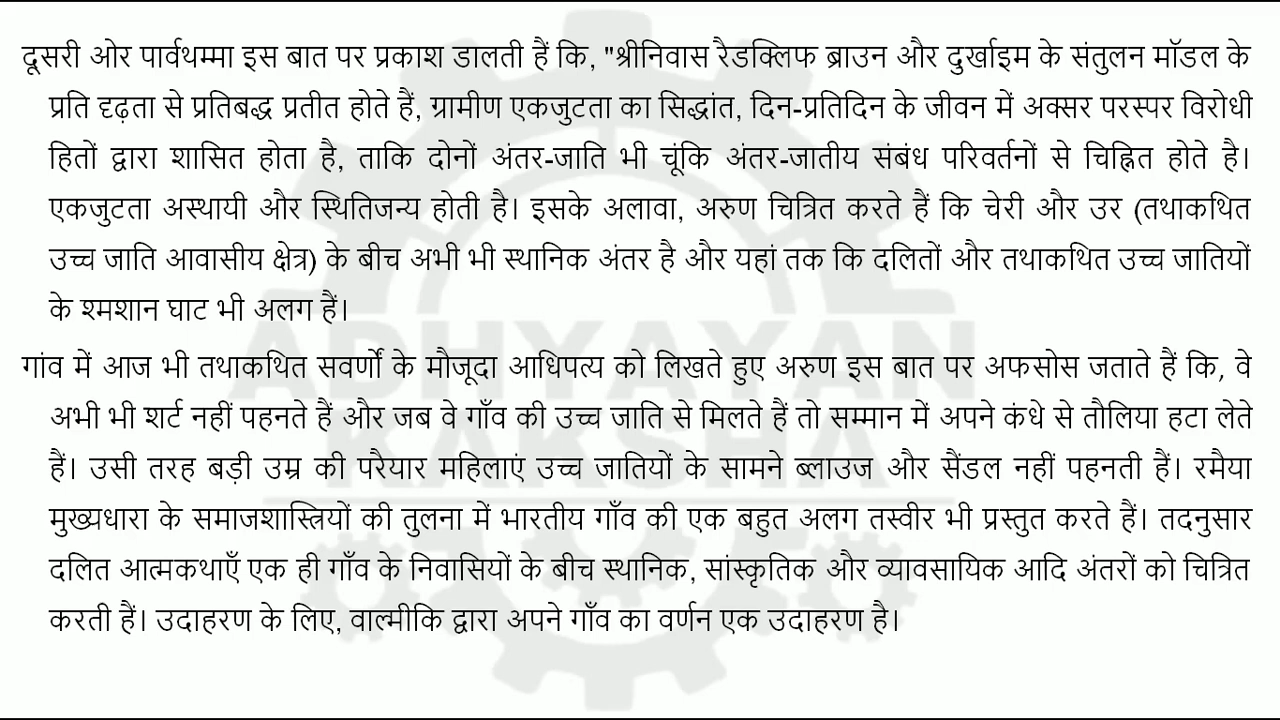 दूसरी ओर पार्वथम्मा इस बात पर प्रकाश डालती हैं कि, "श्रीनिवास रैडक्लिफ ब्राउन और दुर्खाइम के संतुलन मॉडल के
प्रति दृढ़ता से प्रतिबद्ध प्रतीत होते हैं, ग्रामीण एकजुटता का सिद्धांत, दिन-प्रतिदिन के जीवन में अक्सर परस्पर विरोधी
हितों द्वारा शासित होता है, ताकि दोनों अंतर-जाति भी चूंकि अंतर-जातीय संबंध परिवर्तनों से चिह्नित होते है।
एकजुटता अस्थायी और स्थितिजन्य होती है। इसके अलावा, अरुण चित्रित करते हैं कि चेरी और उर (तथाकथित
उच्च जाति आवासीय क्षेत्र) के बीच अभी भी स्थानिक अंतर है और यहां तक कि दलितों और तथाकथित उच्च जातियों
के श्मशान घाट भी अलग हैं।
गांव में आज भी तथाकथित सवर्णों के मौजूदा आधिपत्य को लिखते हुए अरुण इस बात पर अफसोस जताते हैं कि, वे
अभी भी शर्ट नहीं पहनते हैं और जब वे गाँव की उच्च जाति से मिलते हैं तो सम्मान में अपने कंधे से तौलिया हटा लेते
हैं। उसी तरह बड़ी उम्र की परैयार महिलाएं उच्च जातियों के सामने ब्लाउज और सैंडल नहीं पहनती हैं। रमैया
मुख्यधारा के समाजशास्त्रियों की तुलना में भारतीय गाँव की एक बहुत अलग तस्वीर भी प्रस्तुत करते हैं। तदनुसार
दलित आत्मकथाएँ एक ही गाँव के निवासियों के बीच स्थानिक, सांस्कृतिक और व्यावसायिक आदि अंतरों को चित्रित
करती हैं। उदाहरण के लिए, वाल्मीकि द्वारा अपने गाँव का वर्णन एक उदाहरण है।
ADHYAYAN
KAKSHA